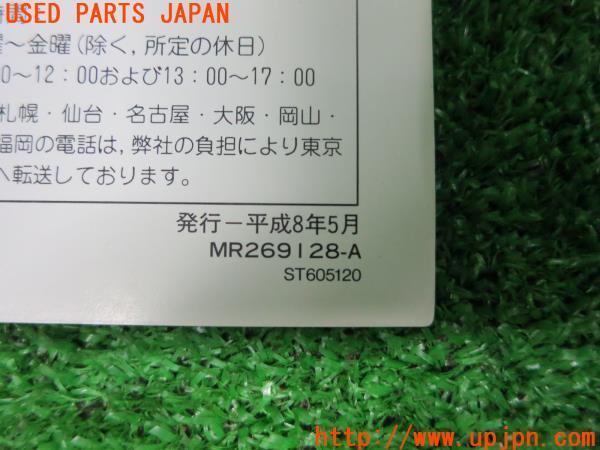 USED PARTS JAPAN
時間
曜～金曜(除く,所定の休日)
0～12：00および13：00～17：00
札幌・仙台・名古屋・大阪・岡山・
福岡の電話は, 弊社の負担により東京
へ転送しております。
発行－平成8年5月
MR269128-A
ST605120
http://www.upjpn.com/